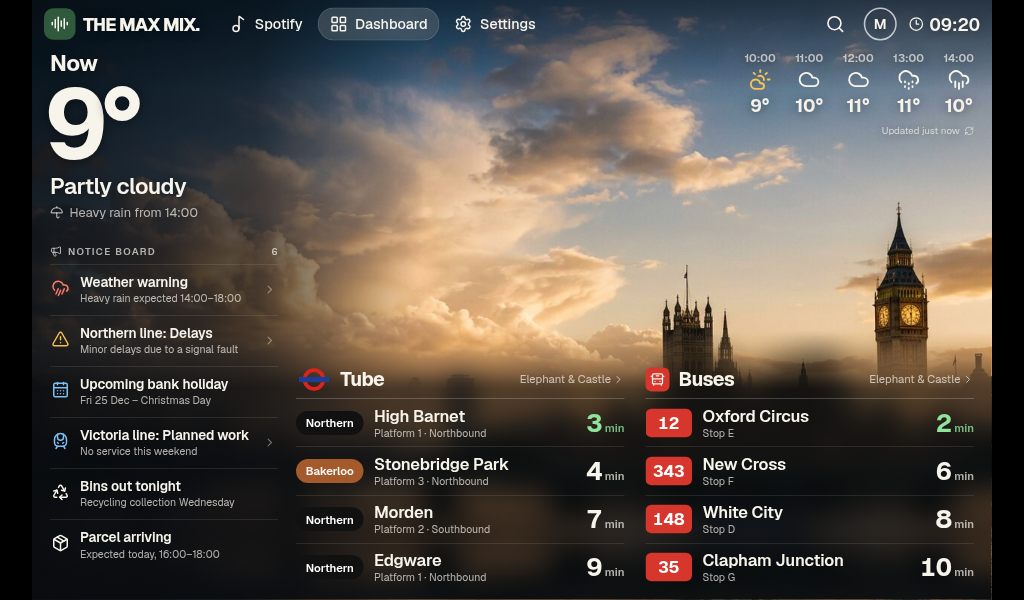 THE MAX MIX.
Spotify
Dashboard
Settings
M
09:20
Now
9°
Partly cloudy
Heavy rain from 14:00
10:00 11:00 12:00 13:00 14:00
9° 10° 11° 11° 10°
Updated just now
NOTICE BOARD 6
Weather warning
Heavy rain expected 14:00–18:00
Northern line: Delays
Minor delays due to a signal fault
Upcoming bank holiday
Fri 25 Dec – Christmas Day
Victoria line: Planned work
No service this weekend
Bins out tonight
Recycling collection Wednesday
Parcel arriving
Expected today, 16:00–18:00
Tube
Elephant & Castle
Northern
High Barnet
Platform 1 · Northbound
3 min
Bakerloo
Stonebridge Park
Platform 3 · Northbound
4 min
Northern
Morden
Platform 2 · Southbound
7 min
Northern
Edgware
Platform 1 · Northbound
9 min
Buses
Elephant & Castle
12
Oxford Circus
Stop E
2 min
343
New Cross
Stop F
6 min
148
White City
Stop D
8 min
35
Clapham Junction
Stop G
10 min